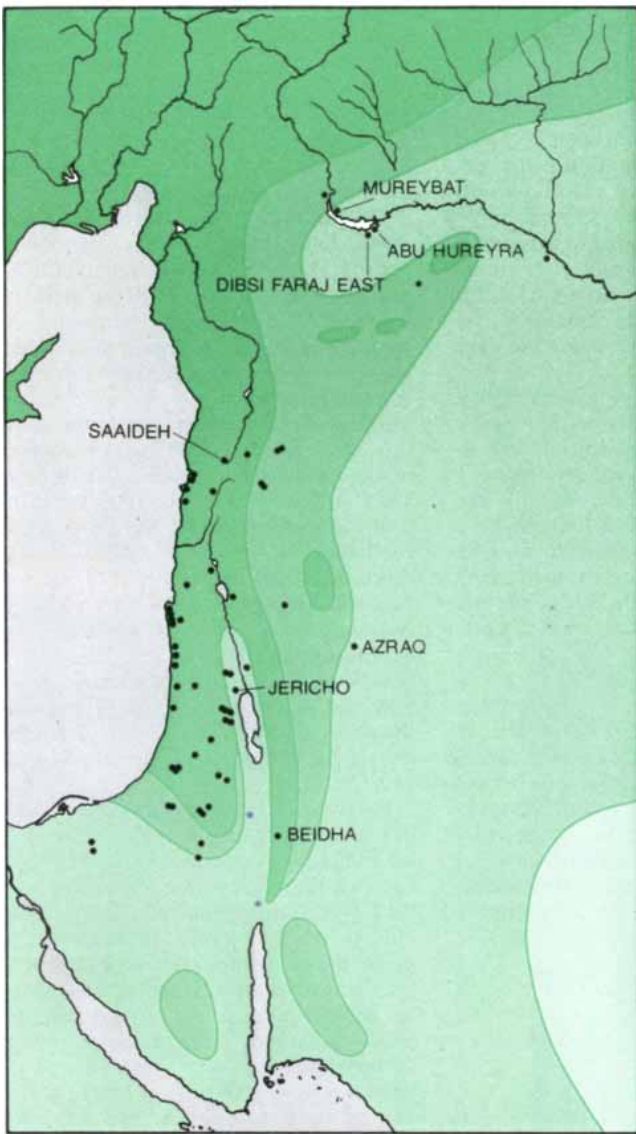 MUREYBAT
ABU HUREYRA
DIBSI FARAJ EAST
SAAIDEH
AZRAQ
JERICHO
BEIDHA